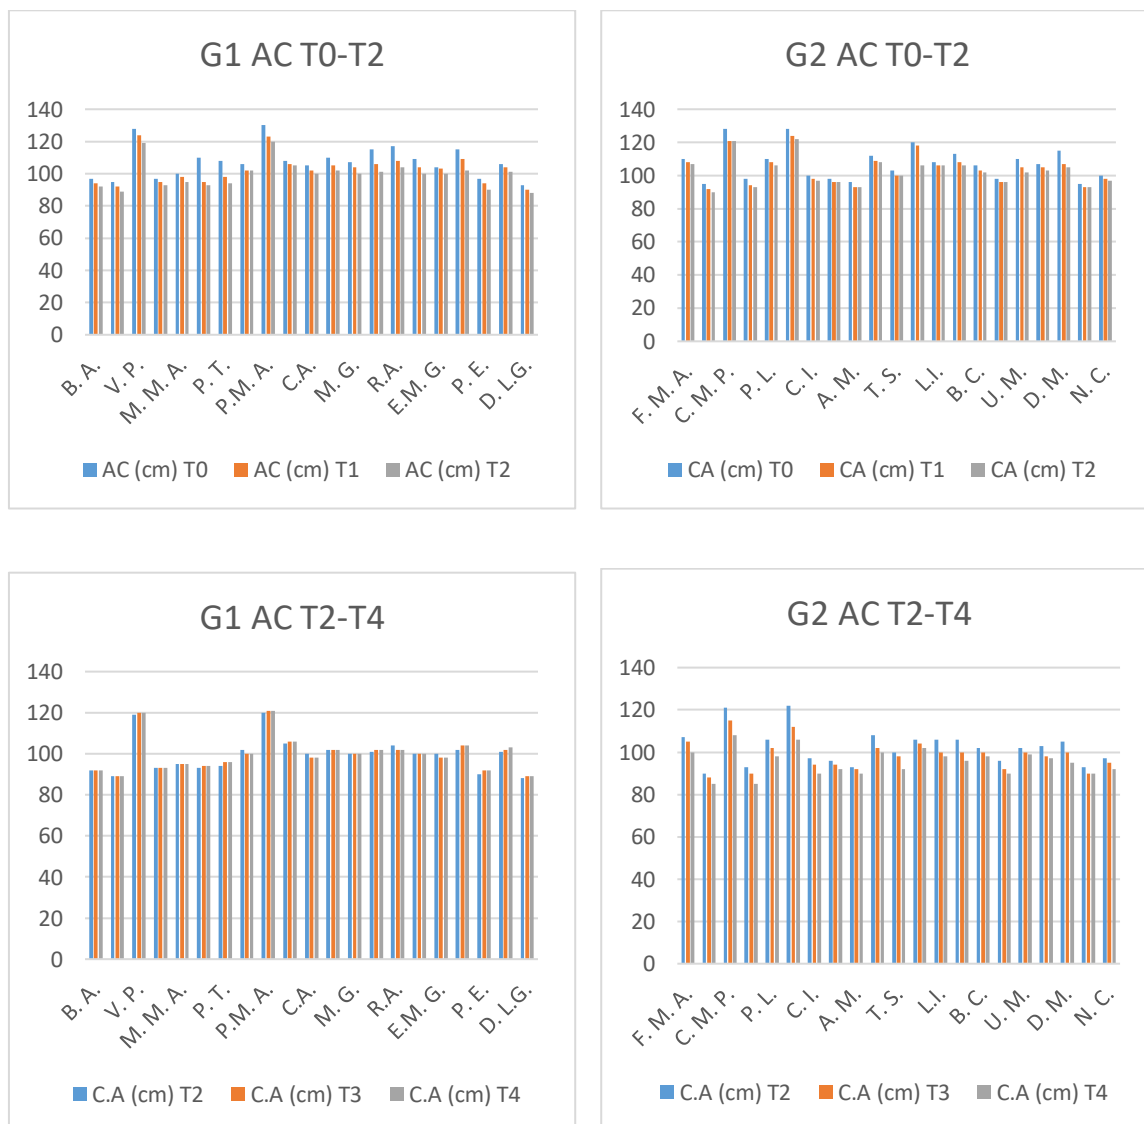 G1 AC T0-T2
140
120
100
80
60
40
20
0
B. A.
V. P.
M. M. A.
P. T.
P.M. A.
C.A.
M. G.
R.A.
E.M. G.
P. E.
D. L.G.
AC (cm) T0 AC (cm) T1 AC (cm) T2
G2 AC T0-T2
140
120
100
80
60
40
20
0
F. M. A.
C. M. P.
P. L.
C. I.
A. M.
T. S.
L.I.
B. C.
U. M.
D. M.
N. C.
CA (cm) T0 CA (cm) T1 CA (cm) T2
G1 AC T2-T4
140
120
100
80
60
40
20
0
B. A.
V. P.
M. M. A.
P. T.
P.M. A.
C.A.
M. G.
R.A.
E.M. G.
P. E.
D. L.G.
C.A (cm) T2 C.A (cm) T3 C.A (cm) T4
G2 AC T2-T4
140
120
100
80
60
40
20
0
F. M. A.
C. M. P.
P. L.
C. I.
A. M.
T. S.
L.I.
B. C.
U. M.
D. M.
N. C.
C.A (cm) T2 C.A (cm) T3 C.A (cm) T4